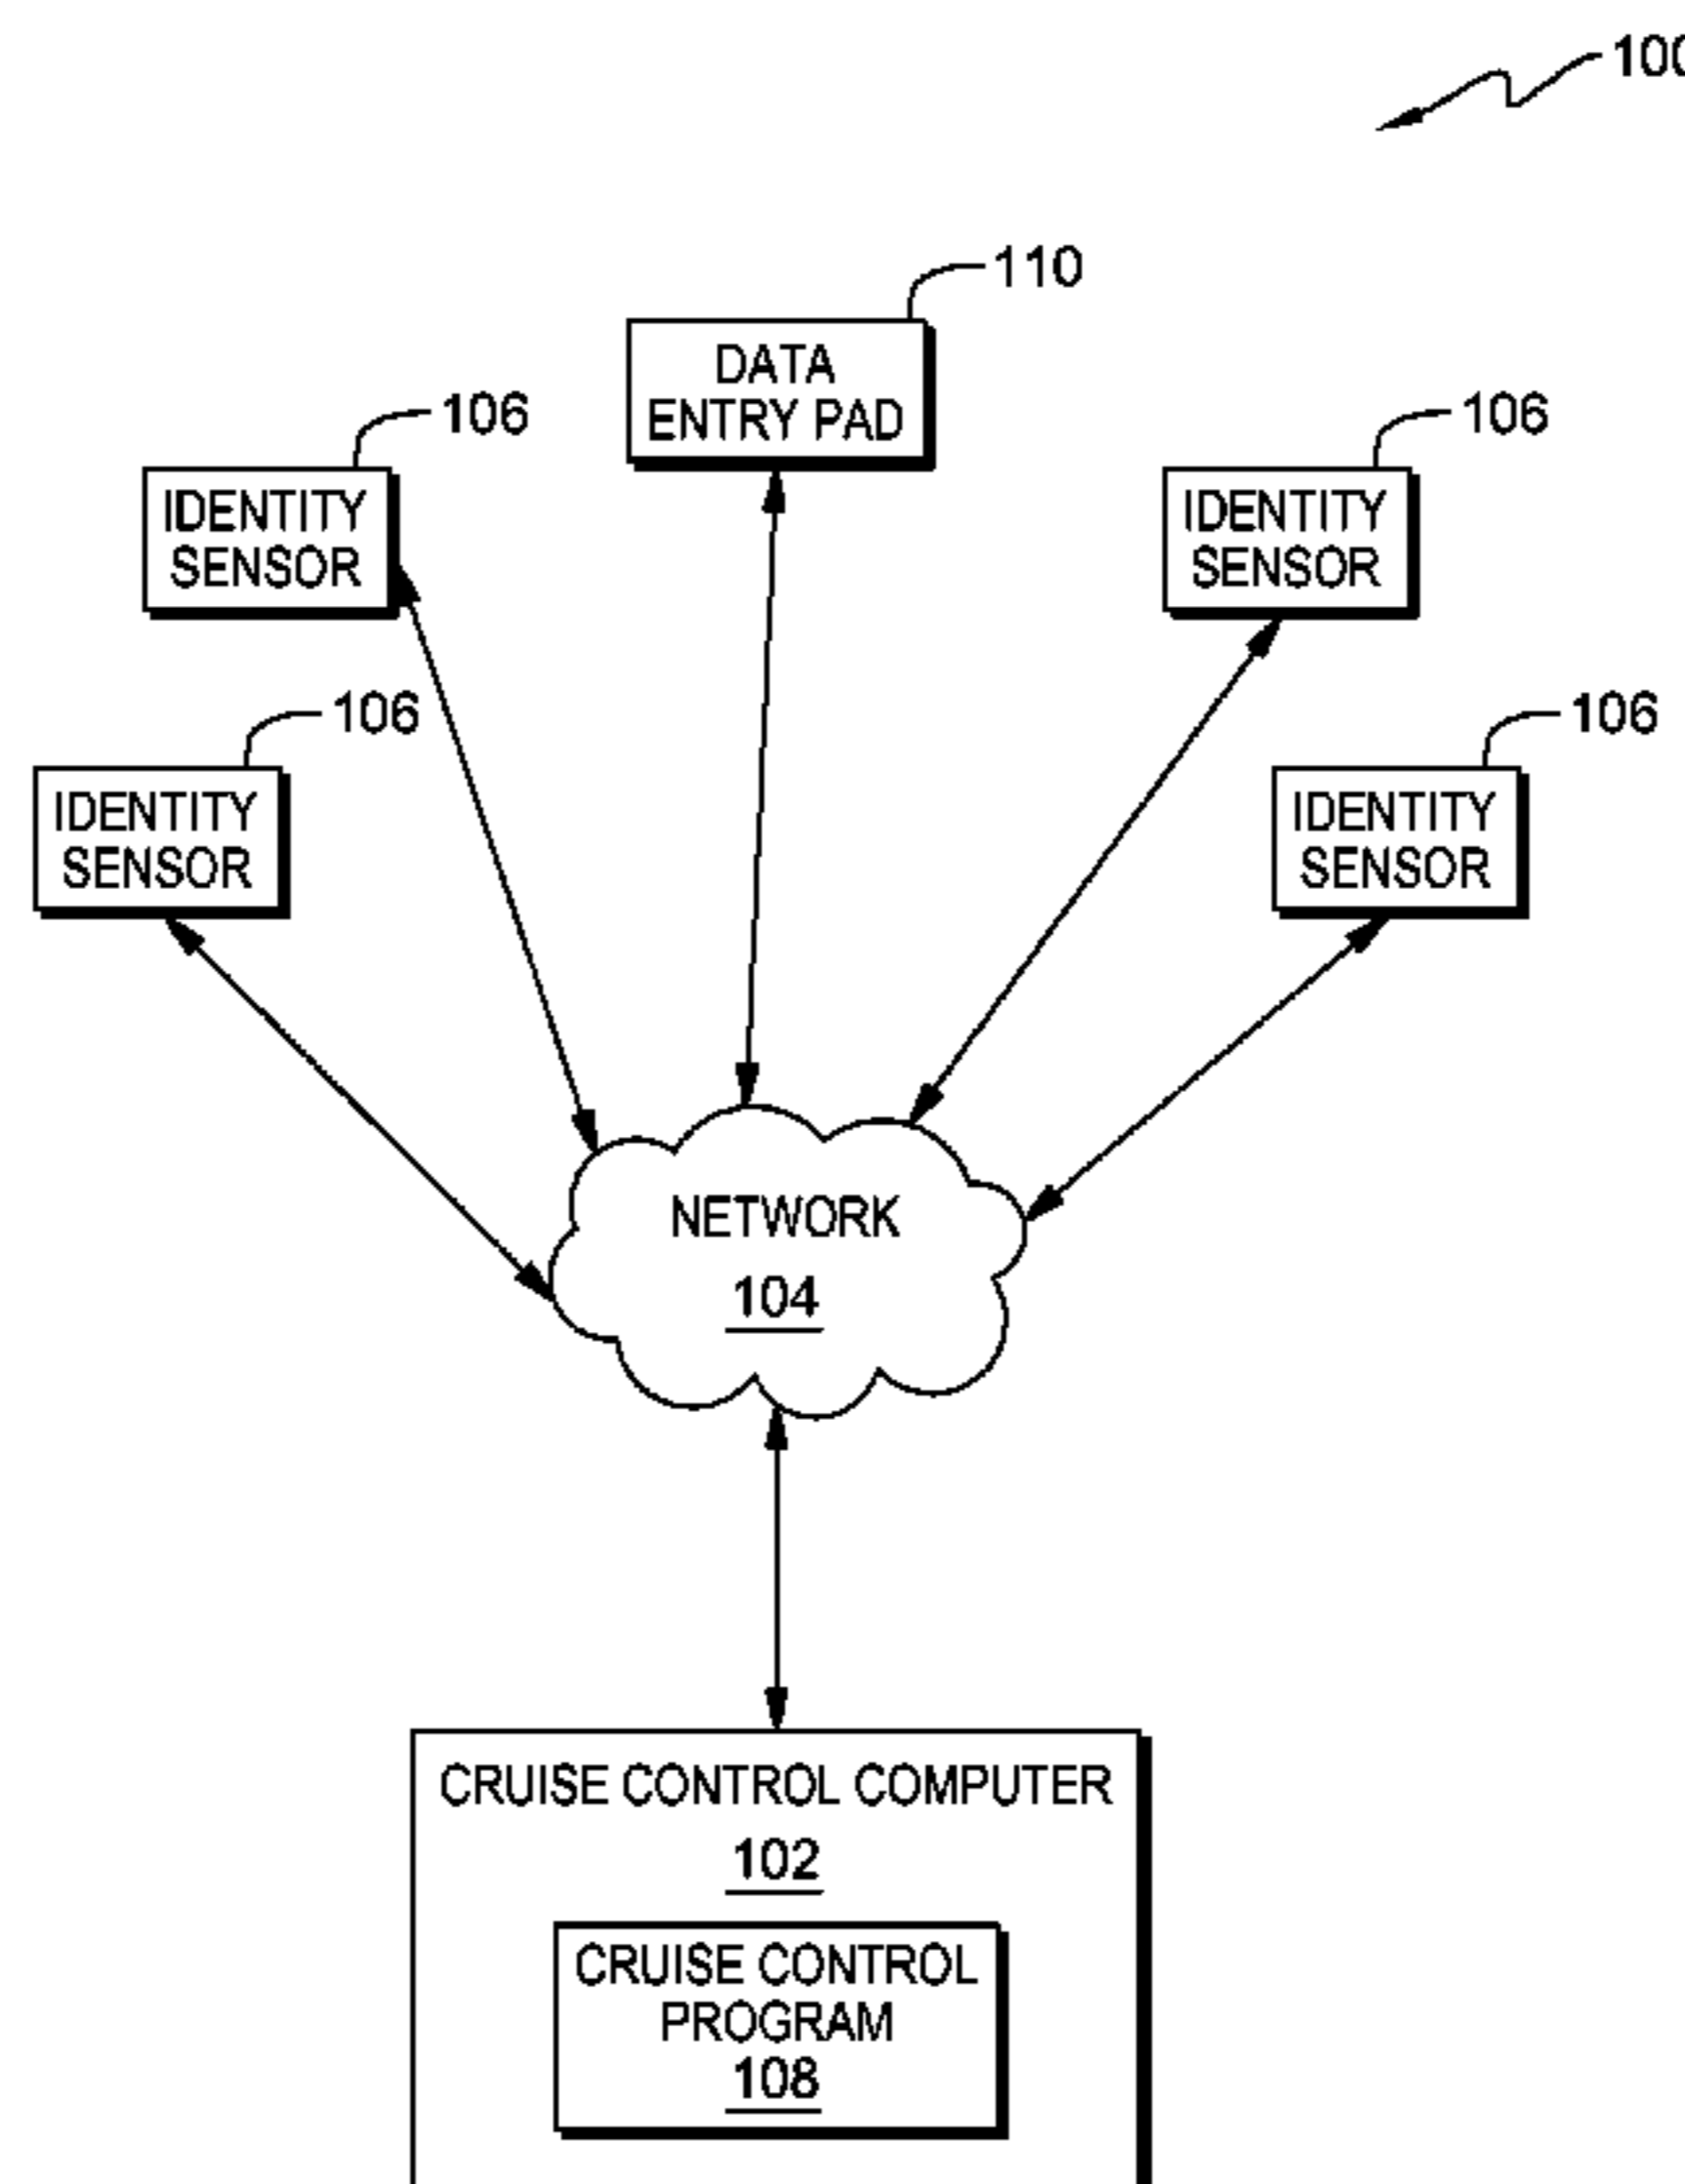 100
110
DATA
ENTRY PAD
106
IDENTITY
SENSOR
106
IDENTITY
SENSOR
106
IDENTITY
SENSOR
106
IDENTITY
SENSOR
NETWORK
104
CRUISE CONTROL COMPUTER
102
CRUISE CONTROL
PROGRAM
108